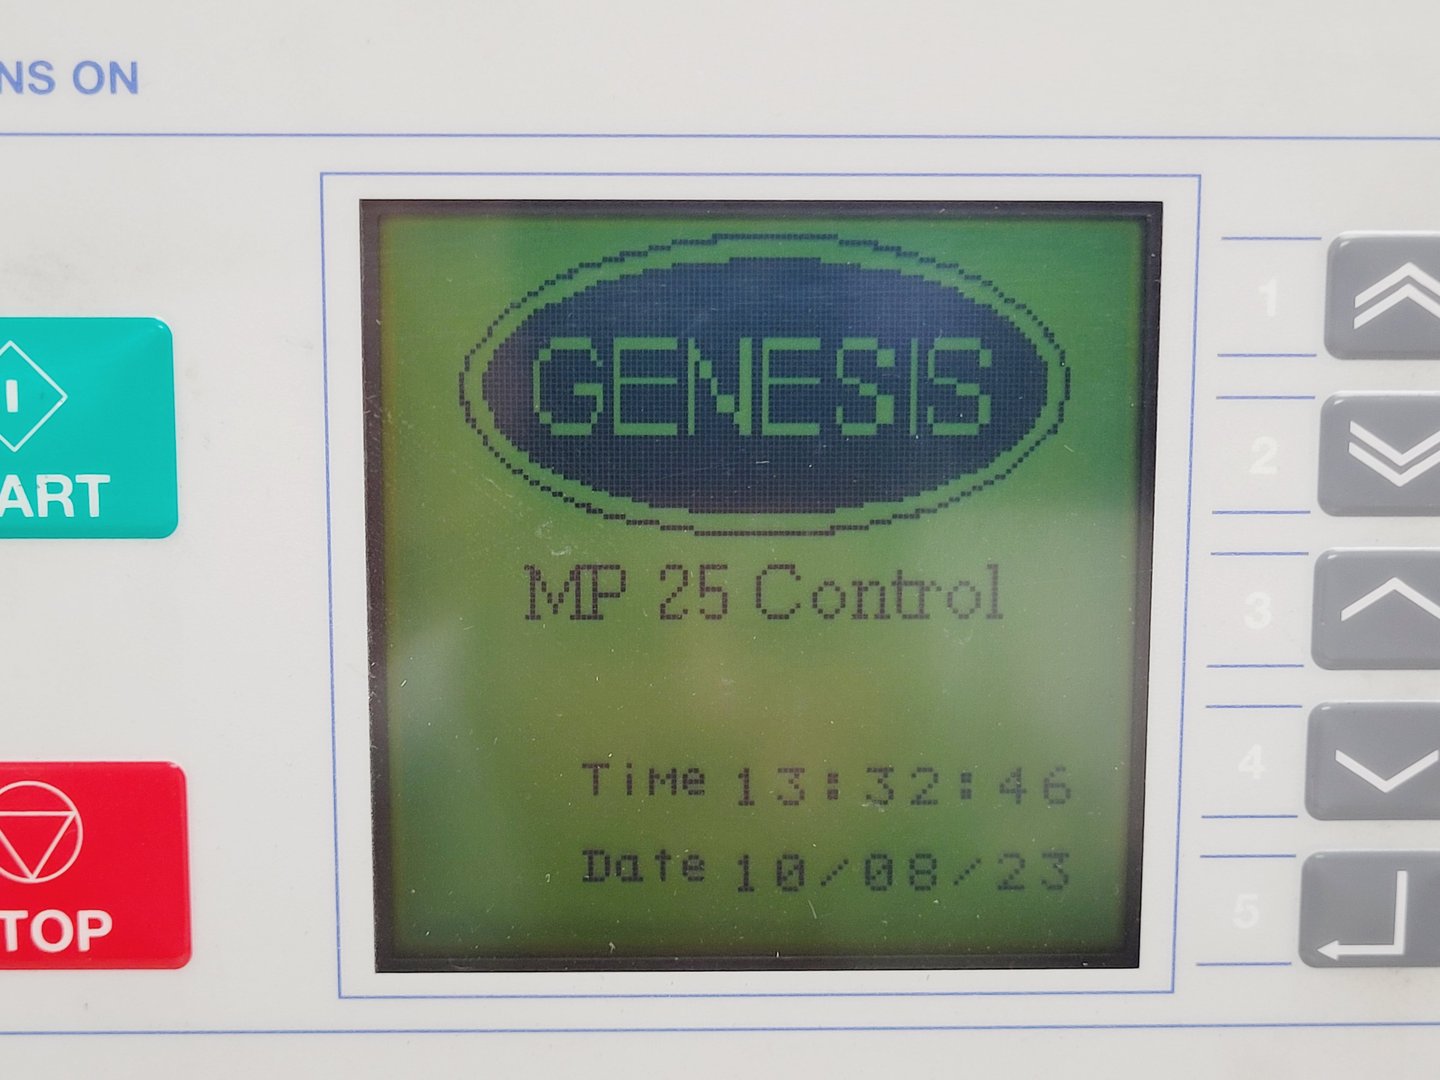 NS ON
GENESIS
MP 25 Control
Time 13:32:46
Date 10/08/23
ART
TOP
1
2
3
4
5